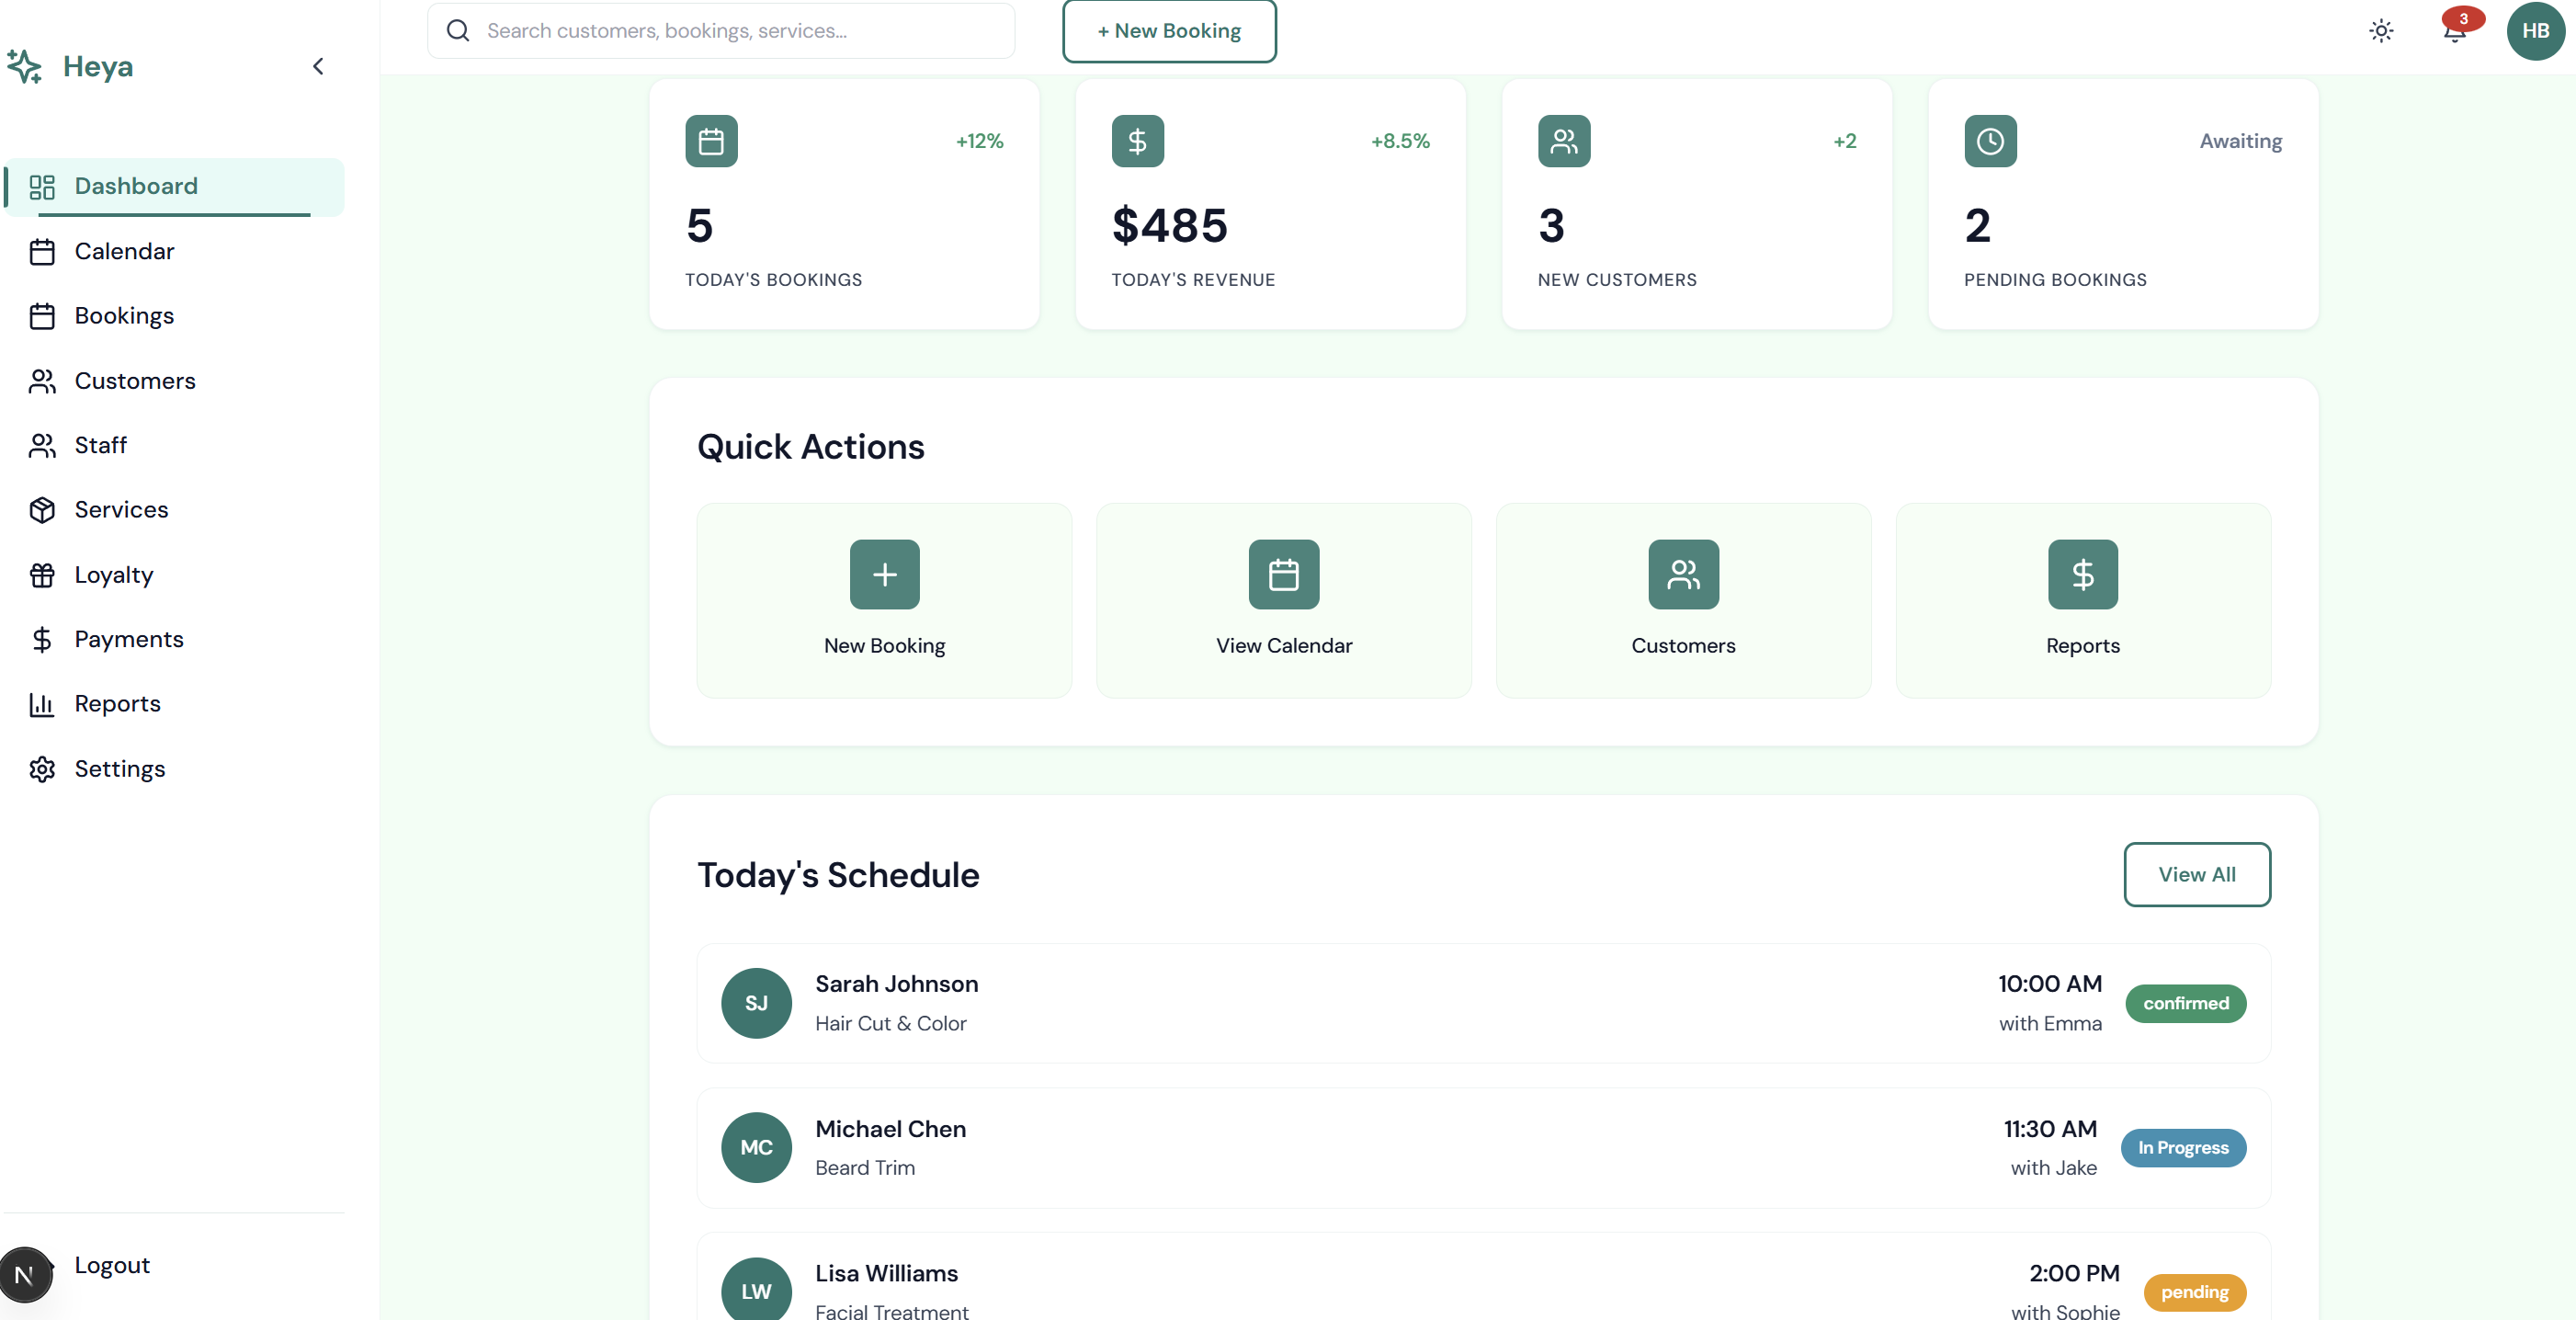 Heya
Search customers, bookings, services...
+ New Booking
3
HB
Dashboard
Calendar
Bookings
Customers
Staff
Services
Loyalty
Payments
Reports
Settings
Logout
N
+12%
5
TODAY'S BOOKINGS
+8.5%
$485
TODAY'S REVENUE
+2
3
NEW CUSTOMERS
Awaiting
2
PENDING BOOKINGS
Quick Actions
New Booking
View Calendar
Customers
Reports
Today's Schedule
View All
SJ
Sarah Johnson
Hair Cut & Color
10:00 AM
with Emma
confirmed
MC
Michael Chen
Beard Trim
11:30 AM
with Jake
In Progress
LW
Lisa Williams
Facial Treatment
2:00 PM
with Sophie
pending